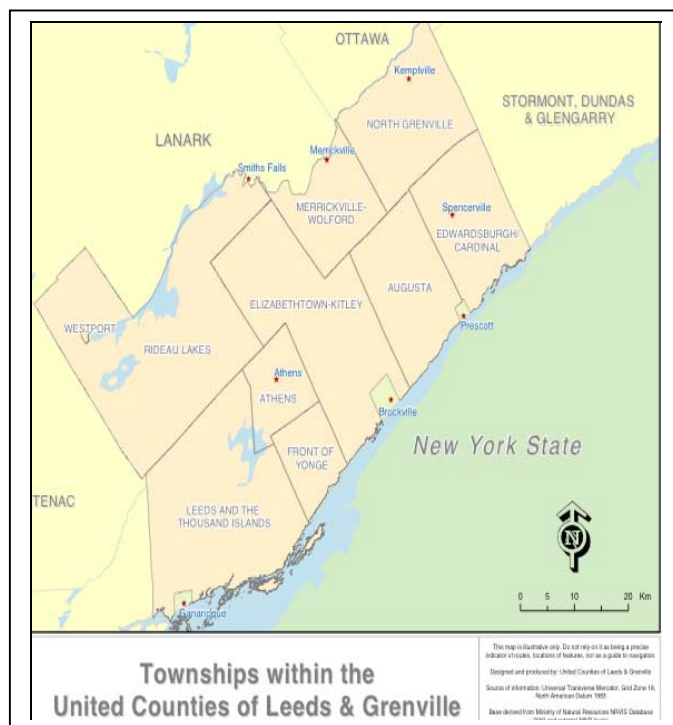 OTTAWA
Kemptville
STORMONT, DUNDAS
& GLENGARRY
NORTH GRENVILLE
LANARK
Merrickville
Smiths Falls
MERRICKVILLE-
WOLFORD
Spencerville
EDWARDSBURGH/
CARDINAL
AUGUSTA
ELIZABETHTOWN-KITLEY
Prescott
WESTPORT
RIDEAU LAKES
Athens
ATHENS
Brockville
New York State
FRONT OF
YONGE
TENAC
LEEDS AND THE
THOUSAND ISLANDS
N
Gananoque
0 5 10 20 Km
Townships within the
United Counties of Leeds & Grenville
This map is illustrative only. Do not rely on it as being a precise
indicator of routes, locations of features, nor as a guide to navigation.
Designed and produced by: United Counties of Leeds & Grenville
Source of information: Universal Transverse Mercator, Grid Zone 18,
North American Datum 1983
Base derived from Ministry of Natural Resources NRVIS Database